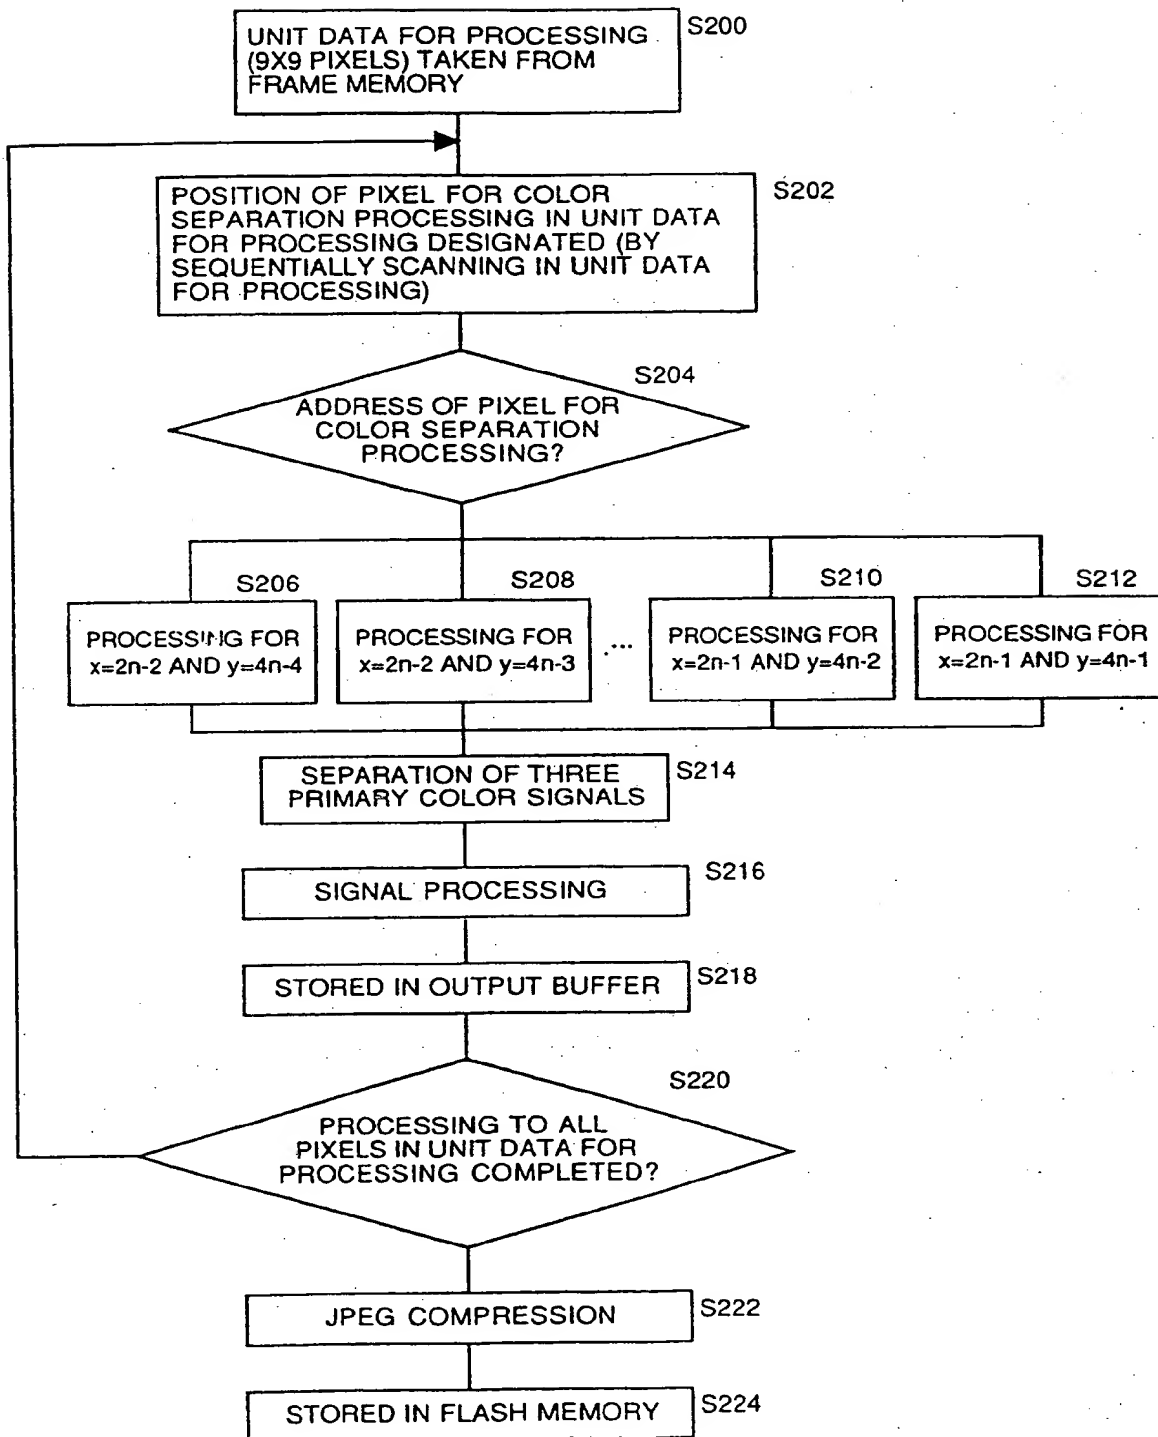 S200
UNIT DATA FOR PROCESSING
(9X9 PIXELS) TAKEN FROM
FRAME MEMORY
S202
POSITION OF PIXEL FOR COLOR
SEPARATION PROCESSING IN UNIT DATA
FOR PROCESSING DESIGNATED (BY
SEQUENTIALLY SCANNING IN UNIT DATA
FOR PROCESSING)
S204
ADDRESS OF PIXEL FOR
COLOR SEPARATION
PROCESSING?
S206
PROCESSING FOR
x=2n-2 AND y=4n-4
S208
PROCESSING FOR
x=2n-2 AND y=4n-3
....
S210
PROCESSING FOR
x=2n-1 AND y=4n-2
S212
PROCESSING FOR
x=2n-1 AND y=4n-1
S214
SEPARATION OF THREE
PRIMARY COLOR SIGNALS
S216
SIGNAL PROCESSING
S218
STORED IN OUTPUT BUFFER
S220
PROCESSING TO ALL
PIXELS IN UNIT DATA FOR
PROCESSING COMPLETED?
S222
JPEG COMPRESSION
S224
STORED IN FLASH MEMORY